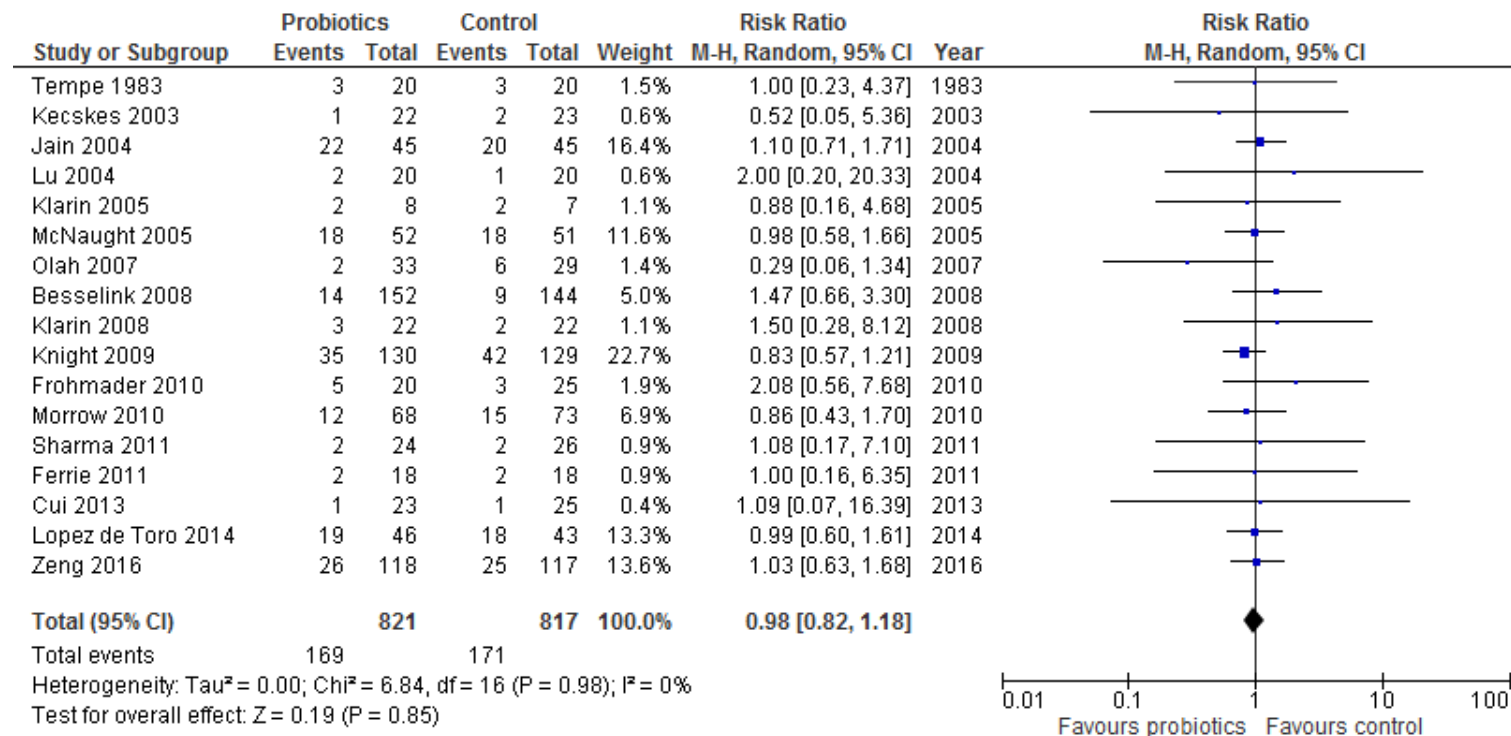 Probiotics Control Risk Ratio Risk Ratio
Study or Subgroup Events Total Events Total Weight M-H, Random, 95% CI Year M-H, Random, 95% CI
Tempe 1983 3 20 3 20 1.5% 1.00 [0.23, 4.37] 1983
Kecskes 2003 1 22 2 23 0.6% 0.52 [0.05, 5.36] 2003
Jain 2004 22 45 20 45 16.4% 1.10 [0.71, 1.71] 2004
Lu 2004 2 20 1 20 0.6% 2.00 [0.20, 20.33] 2004
Klarin 2005 2 8 2 7 1.1% 0.88 [0.16, 4.68] 2005
McNaught 2005 18 52 18 51 11.6% 0.98 [0.58, 1.66] 2005
Olah 2007 2 33 6 29 1.4% 0.29 [0.06, 1.34] 2007
Besselink 2008 14 152 9 144 5.0% 1.47 [0.66, 3.30] 2008
Klarin 2008 3 22 2 22 1.1% 1.50 [0.28, 8.12] 2008
Knight 2009 35 130 42 129 22.7% 0.83 [0.57, 1.21] 2009
Frohmader 2010 5 20 3 25 1.9% 2.08 [0.56, 7.68] 2010
Morrow 2010 12 68 15 73 6.9% 0.86 [0.43, 1.70] 2010
Sharma 2011 2 24 2 26 0.9% 1.08 [0.17, 7.10] 2011
Ferrie 2011 2 18 2 18 0.9% 1.00 [0.16, 6.35] 2011
Cui 2013 1 23 1 25 0.4% 1.09 [0.07, 16.39] 2013
Lopez de Toro 2014 19 46 18 43 13.3% 0.99 [0.60, 1.61] 2014
Zeng 2016 26 118 25 117 13.6% 1.03 [0.63, 1.68] 2016
Total (95% CI) 821 817 100.0% 0.98 [0.82, 1.18]
Total events 169 171
Heterogeneity: Tau² = 0.00; Chi² = 6.84, df = 16 (P = 0.98); I² = 0%
Test for overall effect: Z = 0.19 (P = 0.85)
0.01 0.1 1 10 100
Favours probiotics Favours control